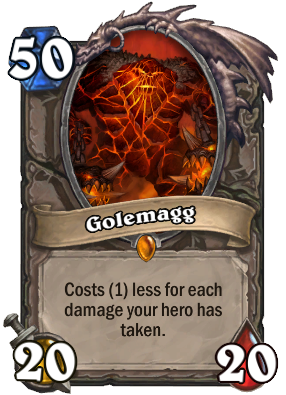 50
Golemagg
Costs (1) less for each
damage your hero has
taken.
20 20